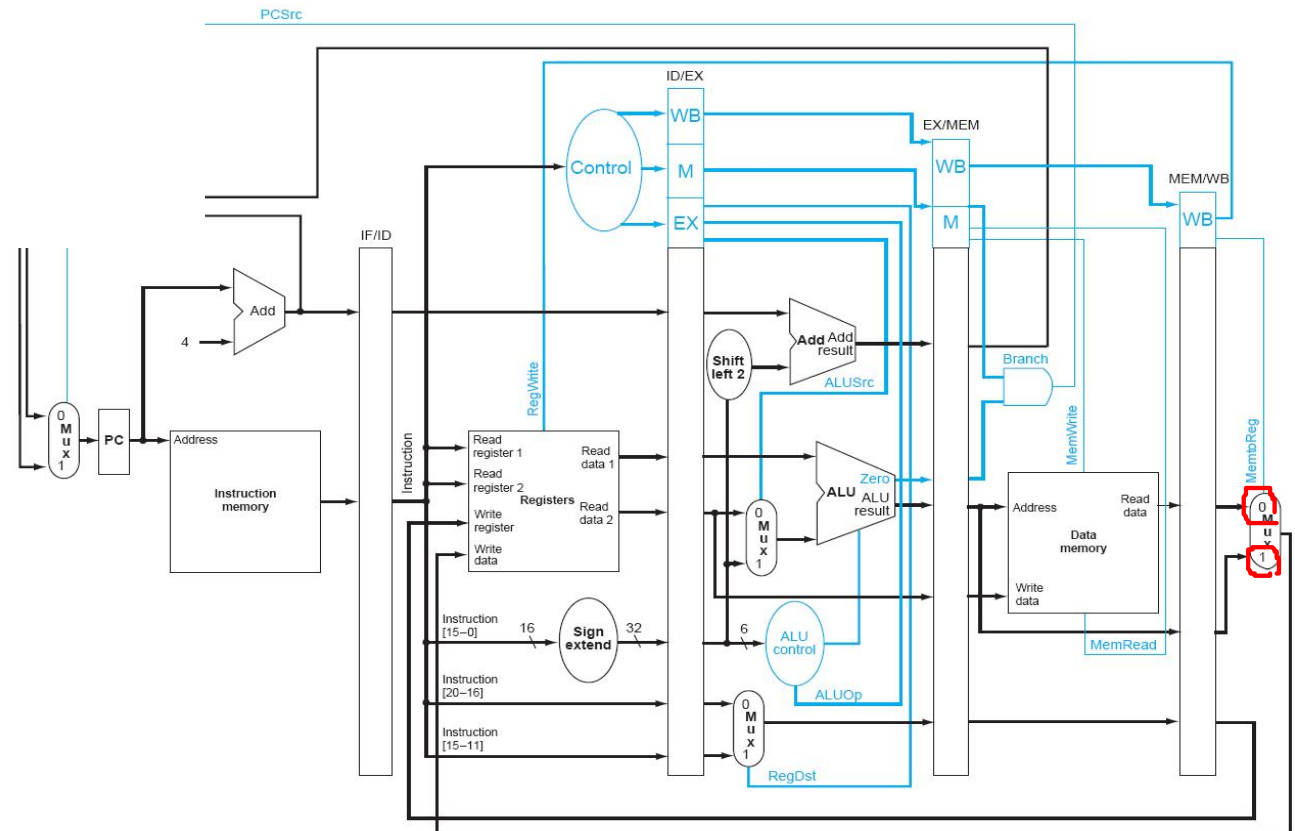 PCSrc
ID/EX
WB
EX/MEM
Control
M
WB
MEM/WB
EX
M
WB
IF/ID
Add
4
Add Add
result
Shift
left 2
Branch
ALUSrc
RegWrite
MemWrite
MemtoReg
0
M
u
x
1
PC
Address
Instruction
memory
Instruction
Read
register 1
Read
register 2
Registers
Write
register
Write
data
Read
data 1
Read
data 2
0
M
u
x
1
Zero
ALU
ALU
result
Address
Read
data
Data
memory
Write
data
0
M
u
x
1
Instruction
[15–0]
16
Sign
extend
32
6
ALU
control
MemRead
Instruction
[20–16]
ALUOp
0
M
u
x
1
Instruction
[15–11]
RegDst